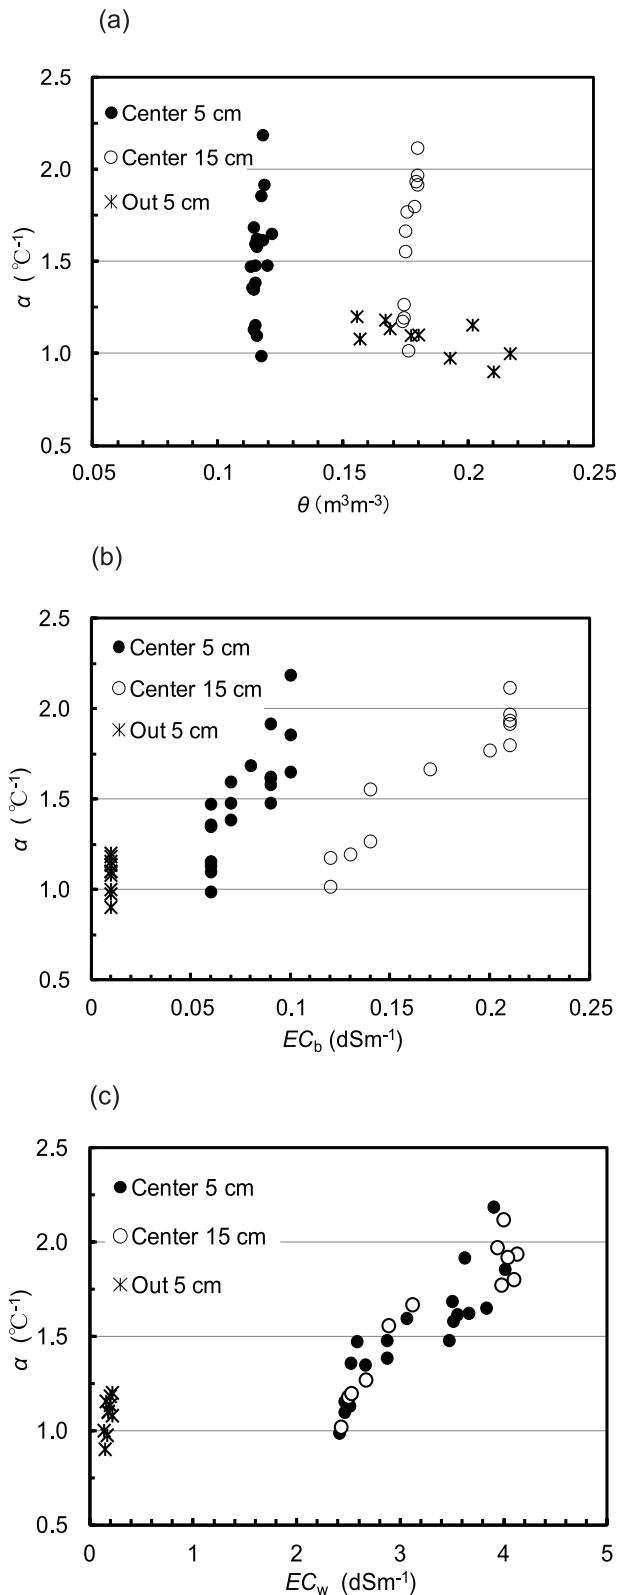 (a)
2.5
Center 5 cm
Center 15 cm
Out 5 cm
2.0
1.5
1.0
0.5
α (℃⁻¹)
0.05
0.1
0.15
0.2
0.25
θ (m³m⁻³)
(b)
2.5
Center 5 cm
Center 15 cm
Out 5 cm
2.0
1.5
1.0
0.5
α (℃⁻¹)
0
0.05
0.1
0.15
0.2
0.25
EC_b (dSm⁻¹)
(c)
2.5
Center 5 cm
Center 15 cm
Out 5 cm
2.0
1.5
1.0
0.5
α (℃⁻¹)
0
1
2
3
4
5
EC_w (dSm⁻¹)